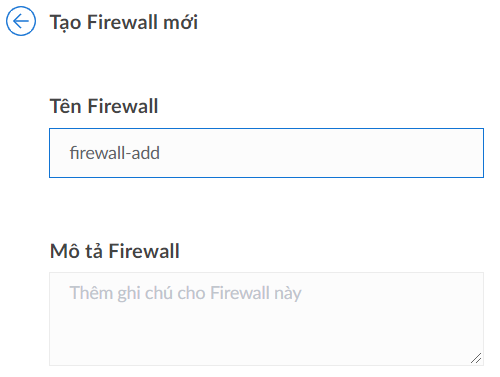 Tạo Firewall mới
Tên Firewall
firewall-add
Mô tả Firewall
Thêm ghi chú cho Firewall này